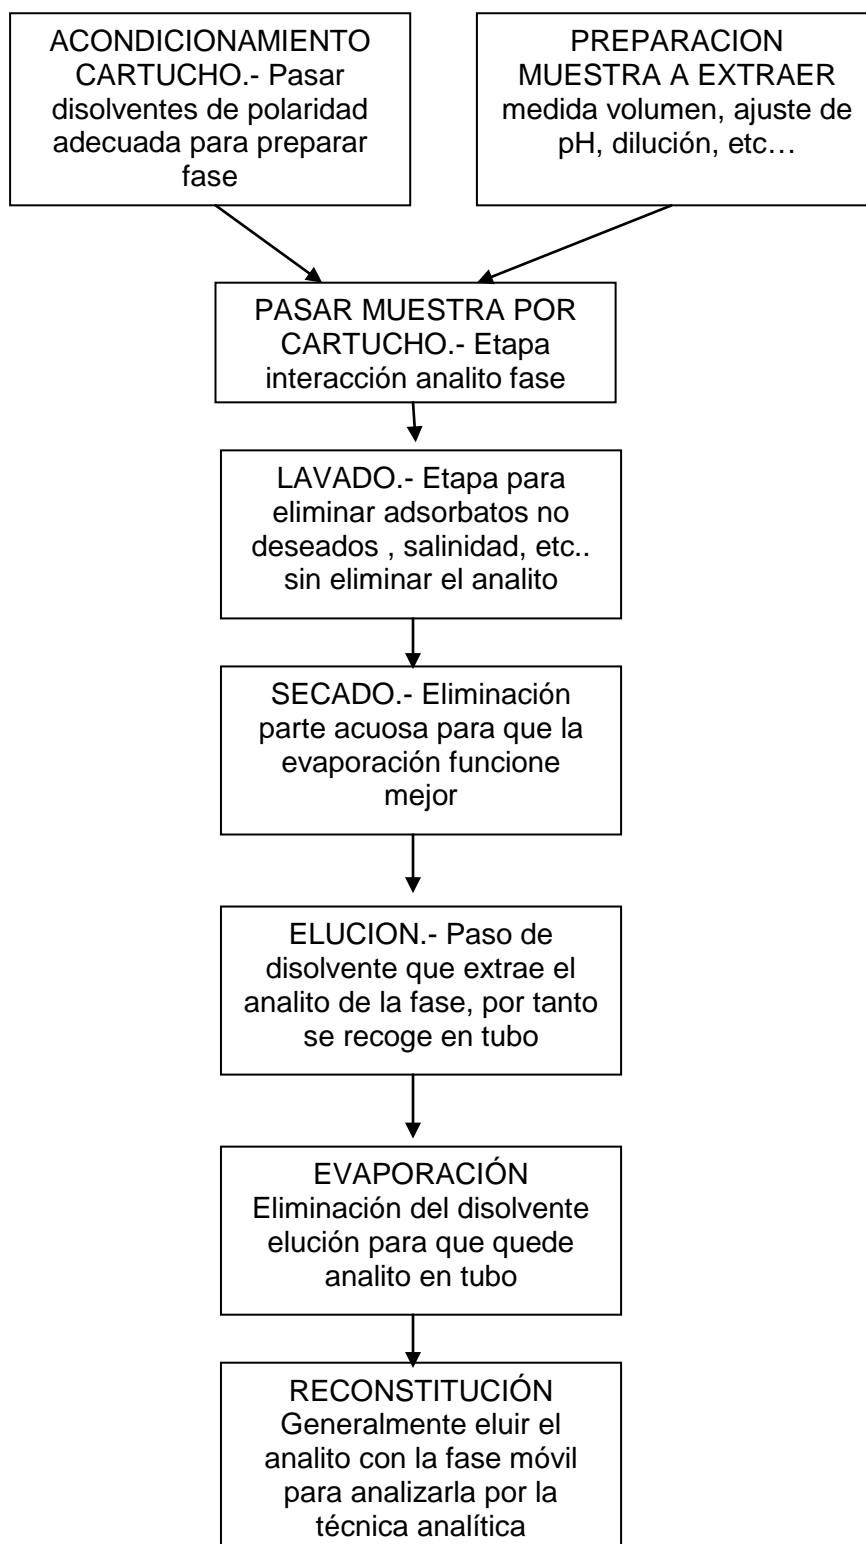 ACONDICIONAMIENTO
CARTUCHO.- Pasar
disolventes de polaridad
adecuada para preparar
fase
PREPARACION
MUESTRA A EXTRAER
medida volumen, ajuste de
pH, dilución, etc…
PASAR MUESTRA POR
CARTUCHO.- Etapa
interacción analito fase
LAVADO.- Etapa para
eliminar adsorbatos no
deseados , salinidad, etc..
sin eliminar el analito
SECADO.- Eliminación
parte acuosa para que la
evaporación funcione
mejor
ELUCION.- Paso de
disolvente que extrae el
analito de la fase, por tanto
se recoge en tubo
EVAPORACIÓN
Eliminación del disolvente
elución para que quede
analito en tubo
RECONSTITUCIÓN
Generalmente eluir el
analito con la fase móvil
para analizarla por la
técnica analítica